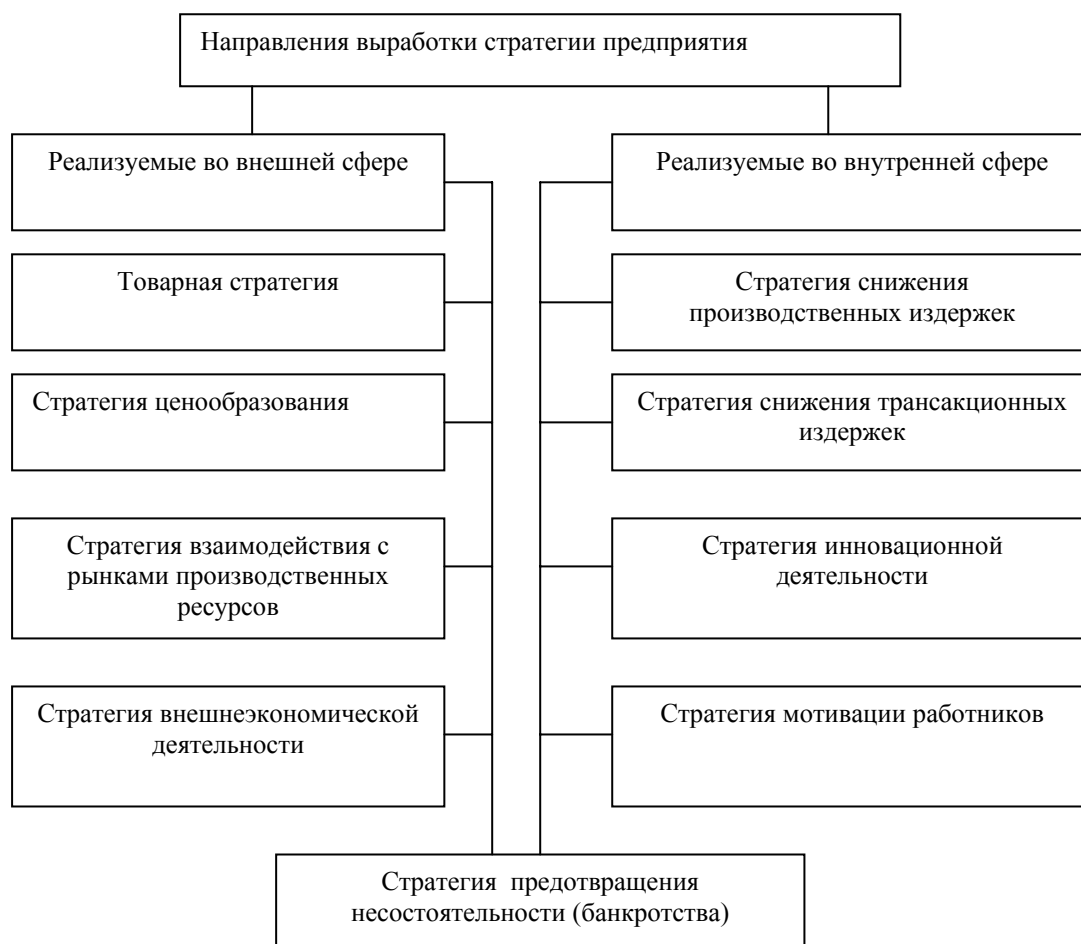 Направления выработки стратегии предприятия
Реализуемые во внешней сфере
Реализуемые во внутренней сфере
Товарная стратегия
Стратегия снижения
производственных издержек
Стратегия ценообразования
Стратегия снижения трансакционных
издержек
Стратегия взаимодействия с
рынками производственных
ресурсов
Стратегия инновационной
деятельности
Стратегия внешнеэкономической
деятельности
Стратегия мотивации работников
Стратегия предотвращения
несостоятельности (банкротства)